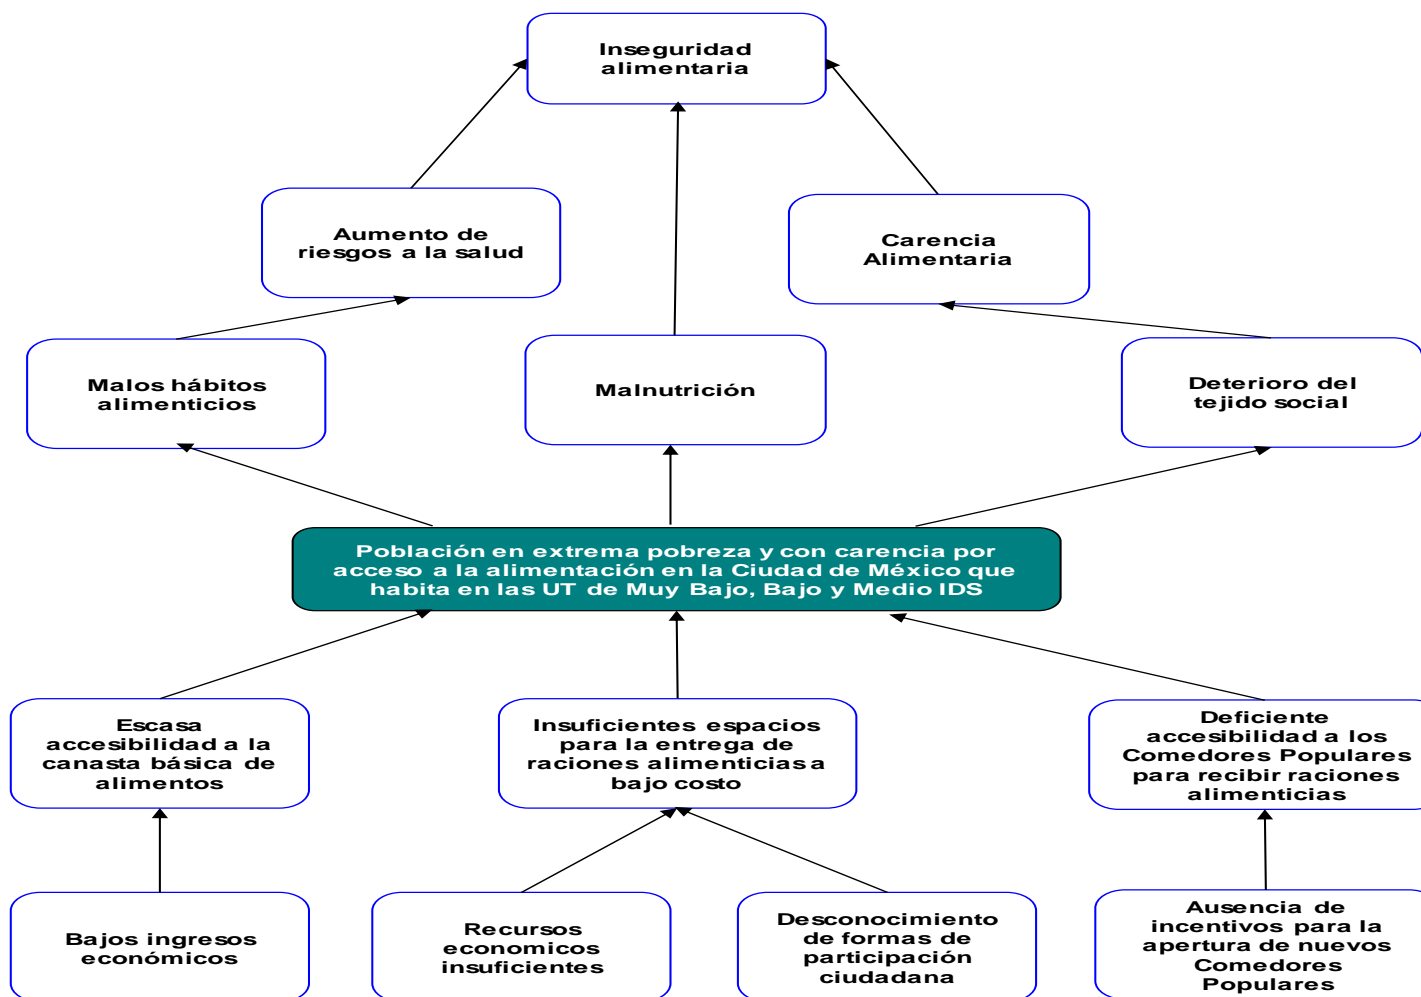 Inseguridad
alimentaria
Aumento de
riesgos a la salud
Carencia
Alimentaria
Malos hábitos
alimenticios
Malnutrición
Deterioro del
tejido social
Población en extrema pobreza y con carencia por
acceso a la alimentación en la Ciudad de México que
habita en las UT de Muy Bajo, Bajo y Medio IDS
Escasa
accesibilidad a la
canasta básica de
alimentos
Insuficientes espacios
para la entrega de
raciones alimenticias a
bajo costo
Deficiente
accesibilidad a los
Comedores Populares
para recibir raciones
alimenticias
Bajos ingresos
económicos
Recursos
economicos
insuficientes
Desconocimiento
de formas de
participación
ciudadana
Ausencia de
incentivos para la
apertura de nuevos
Comedores
Populares